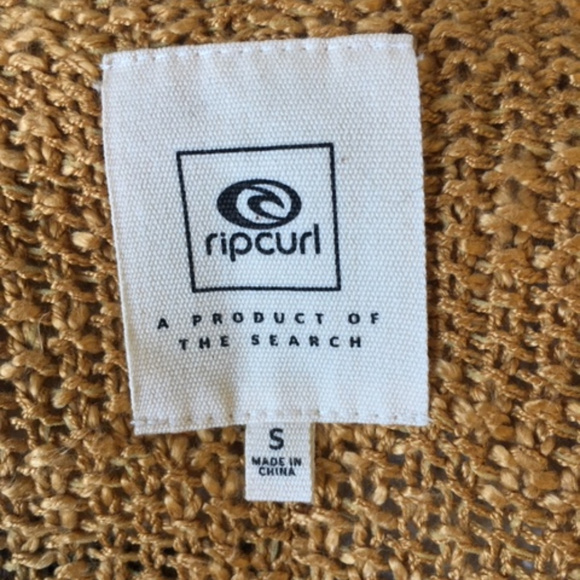 ripcurl
A PRODUCT OF
THE SEARCH
S
MADE IN
CHINA